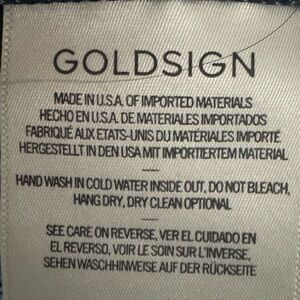 GOLDSIGN
MADE IN U.S.A. OF IMPORTED MATERIALS
HECHO EN U.S.A. DE MATERIALES IMPORTADOS
FABRIQUÉ AUX ETATS-UNIS DU MATÉRIALES IMPORTÉ
HERGESTELLT IN DEN USA MIT IMPORTIERTEM MATERIAL
HAND WASH IN COLD WATER INSIDE OUT, DO NOT BLEACH,
HANG DRY, DRY CLEAN OPTIONAL
SEE CARE ON REVERSE, VER EL CUIDADO EN
EL REVERSO, VOIR LE SOIN SUR L'INVERSE,
SEHEN WASCHHINWEISE AUF DER RÜCKSEITE